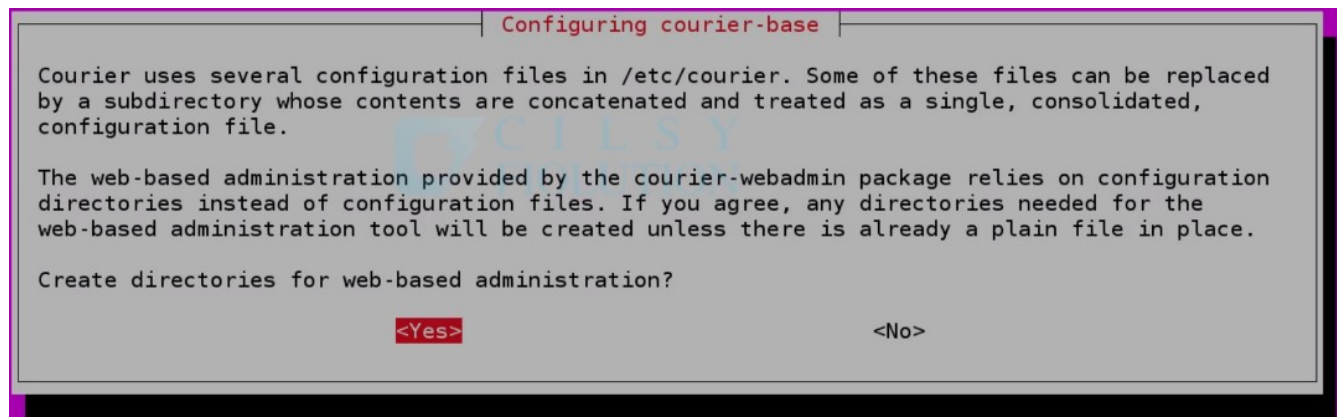 Configuring courier-base
Courier uses several configuration files in /etc/courier. Some of these files can be replaced
by a subdirectory whose contents are concatenated and treated as a single, consolidated,
configuration file.
CILSY
The web-based administration provided by the courier-webadmin package relies on configuration
directories instead of configuration files. If you agree, any directories needed for the
web-based administration tool will be created unless there is already a plain file in place.
Create directories for web-based administration?
<Yes> <No>